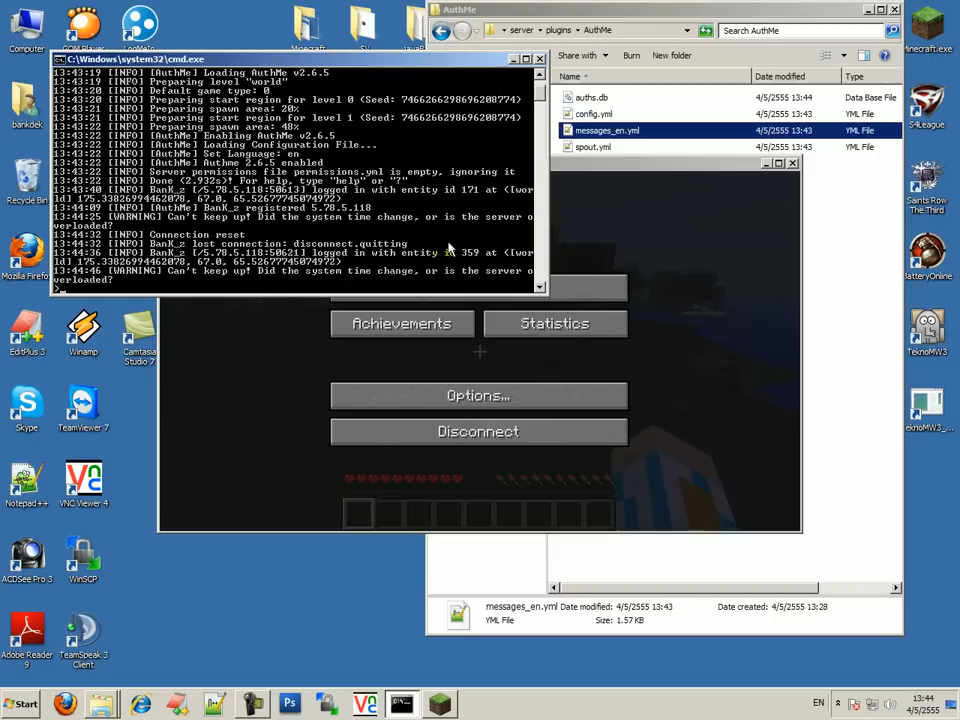 Computer
GOM Player
LogMeIn
Minecraft
SV
bankdek
Recycle Bin
Mozilla Firefox
EditPlus 3
Winamp
Camtasia Studio 7
Skype
TeamViewer 7
Notepad++
VNC Viewer 4
ACDSee Pro 3
WinSCP
Adobe Reader 9
TeamSpeak 3 Client
Minecraft.exe
S4League
Saints Row The Third
BatteryOnline
TeknoMW3
TeknoMW3_...
C:\Windows\system32\cmd.exe
13:43:19 [INFO] [AuthMe] Loading AuthMe v2.6.5
13:43:19 [INFO] Preparing level "world"
13:43:20 [INFO] Default game type: 0
13:43:20 [INFO] Preparing start region for level 0 (Seed: 7466266298696208774)
13:43:21 [INFO] Preparing spawn area: 20%
13:43:21 [INFO] Preparing start region for level 1 (Seed: 7466266298696208774)
13:43:22 [INFO] Preparing spawn area: 48%
13:43:22 [INFO] [AuthMe] Enabling AuthMe v2.6.5
13:43:22 [INFO] [AuthMe] Loading Configuration File...
13:43:22 [INFO] [AuthMe] Set Language: en
13:43:22 [INFO] [AuthMe] Authme 2.6.5 enabled
13:43:22 [INFO] Server permissions file permissions.yml is empty, ignoring it
13:43:22 [INFO] Done (2.932s)! For help, type "help" or "?"
13:43:40 [INFO] BanK_z [/5.78.5.118:50613] logged in with entity id 171 at ([wor
ld] 175.33826994462078, 67.0, 65.52677745074972)
13:44:09 [INFO] [AuthMe] BanK_z registered 5.78.5.118
13:44:25 [WARNING] Can't keep up! Did the system time change, or is the server o
verloaded?
13:44:32 [INFO] Connection reset
13:44:32 [INFO] BanK_z lost connection: disconnect.quitting
13:44:36 [INFO] BanK_z [/5.78.5.118:50621] logged in with entity id 359 at ([wor
ld] 175.33826994462078, 67.0, 65.52677745074972)
13:44:46 [WARNING] Can't keep up! Did the system time change, or is the server o
verloaded?
>_
AuthMe
server plugins AuthMe
Search AuthMe
Share with Burn New folder
Name Date modified Type
auths.db 4/5/2555 13:44 Data Base File
config.yml 4/5/2555 13:43 YML File
messages_en.yml 4/5/2555 13:43 YML File
spout.yml 4/5/2555 13:43 YML File
Achievements Statistics
Options...
Disconnect
messages_en.yml Date modified: 4/5/2555 13:43 Date created: 4/5/2555 13:28
YML File Size: 1.57 KB
Start
EN
13:44
4/5/2555